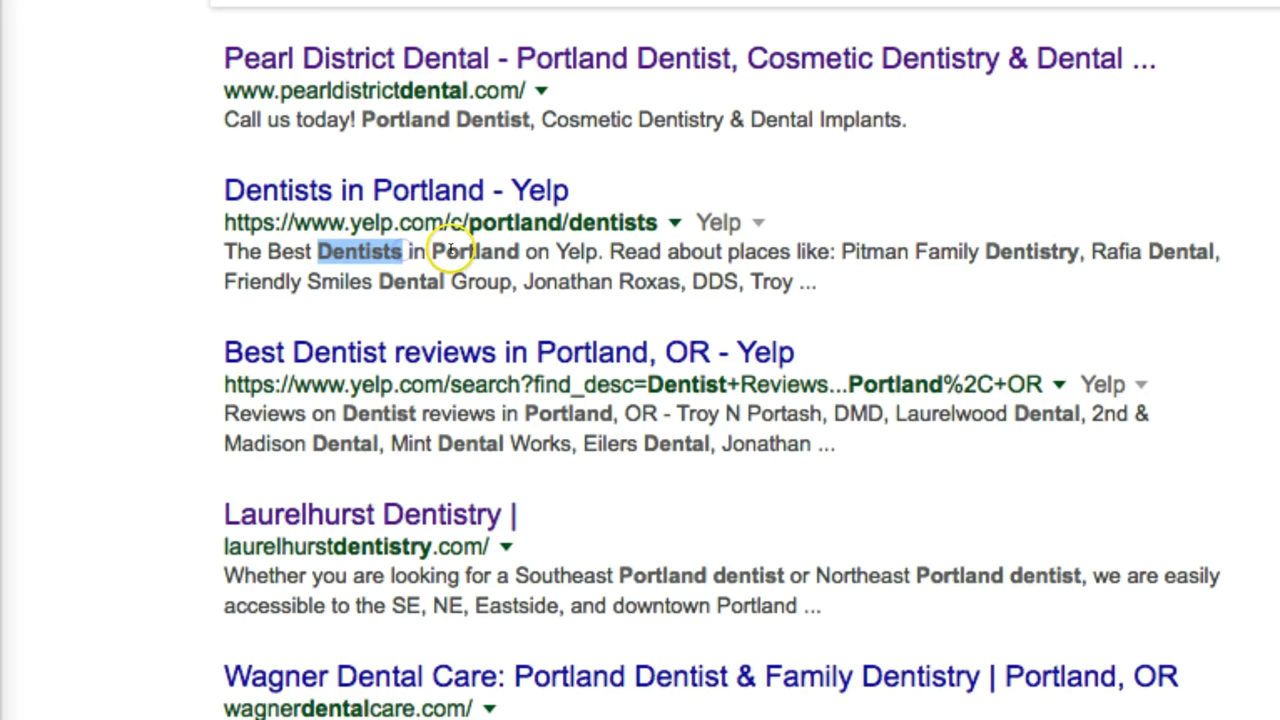 Pearl District Dental - Portland Dentist, Cosmetic Dentistry & Dental ...
www.pearldistrictdental.com/
Call us today! Portland Dentist, Cosmetic Dentistry & Dental Implants.
Dentists in Portland - Yelp
https://www.yelp.com/c/portland/dentists Yelp
The Best Dentists in Portland on Yelp. Read about places like: Pitman Family Dentistry, Rafia Dental,
Friendly Smiles Dental Group, Jonathan Roxas, DDS, Troy ...
Best Dentist reviews in Portland, OR - Yelp
https://www.yelp.com/search?find_desc=Dentist+Reviews...Portland%2C+OR Yelp
Reviews on Dentist reviews in Portland, OR - Troy N Portash, DMD, Laurelwood Dental, 2nd &
Madison Dental, Mint Dental Works, Eilers Dental, Jonathan ...
Laurelhurst Dentistry |
laurelhurstdentistry.com/
Whether you are looking for a Southeast Portland dentist or Northeast Portland dentist, we are easily
accessible to the SE, NE, Eastside, and downtown Portland ...
Wagner Dental Care: Portland Dentist & Family Dentistry | Portland, OR
wagnerdentalcare.com/